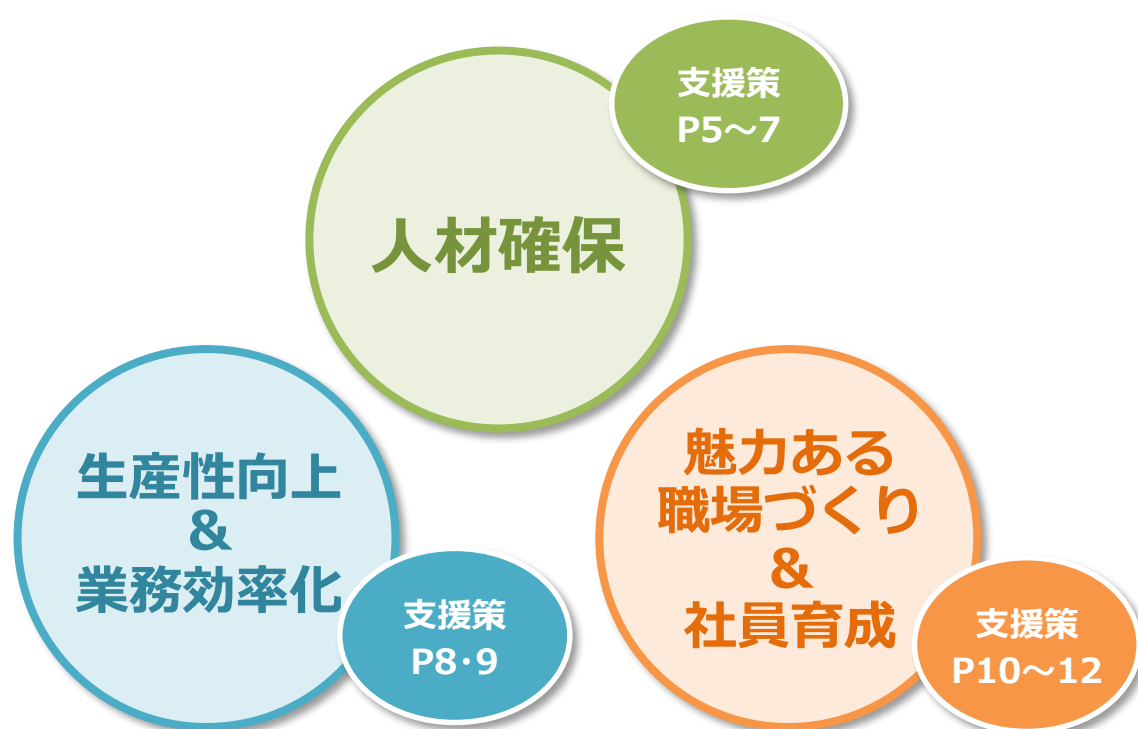 支援策
P5～7
人材確保
生産性向上
&
業務効率化
支援策
P8・9
魅力ある
職場づくり
&
社員育成
支援策
P10～12